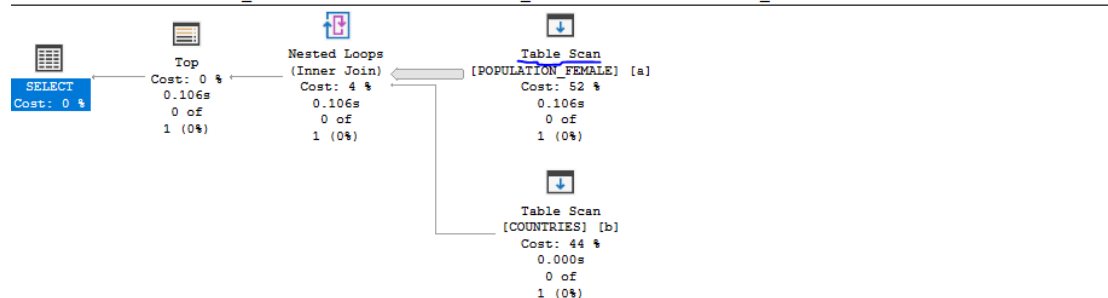 SELECT
Cost: 0 %
Top
Cost: 0 %
0.106s
0 of
1 (0%)
Nested Loops
(Inner Join)
Cost: 4 %
0.106s
0 of
1 (0%)
Table Scan
[POPULATION_FEMALE] [a]
Cost: 52 %
0.106s
0 of
1 (0%)
Table Scan
[COUNTRIES] [b]
Cost: 44 %
0.000s
0 of
1 (0%)